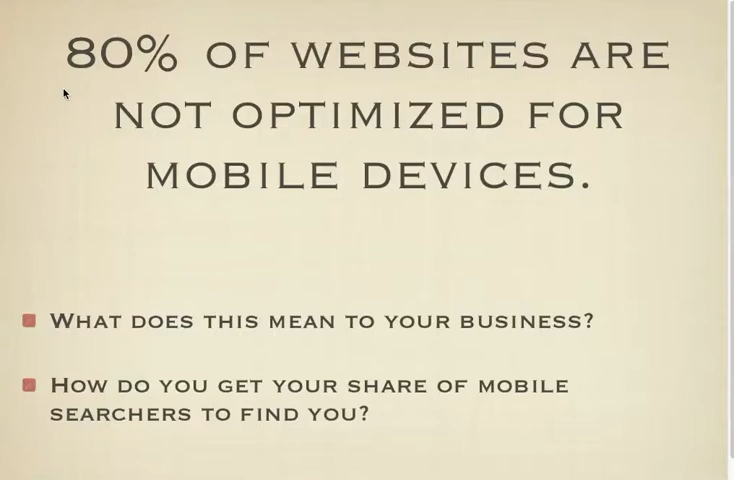 80% OF WEBSITES ARE
NOT OPTIMIZED FOR
MOBILE DEVICES.
WHAT DOES THIS MEAN TO YOUR BUSINESS?
HOW DO YOU GET YOUR SHARE OF MOBILE
SEARCHERS TO FIND YOU?